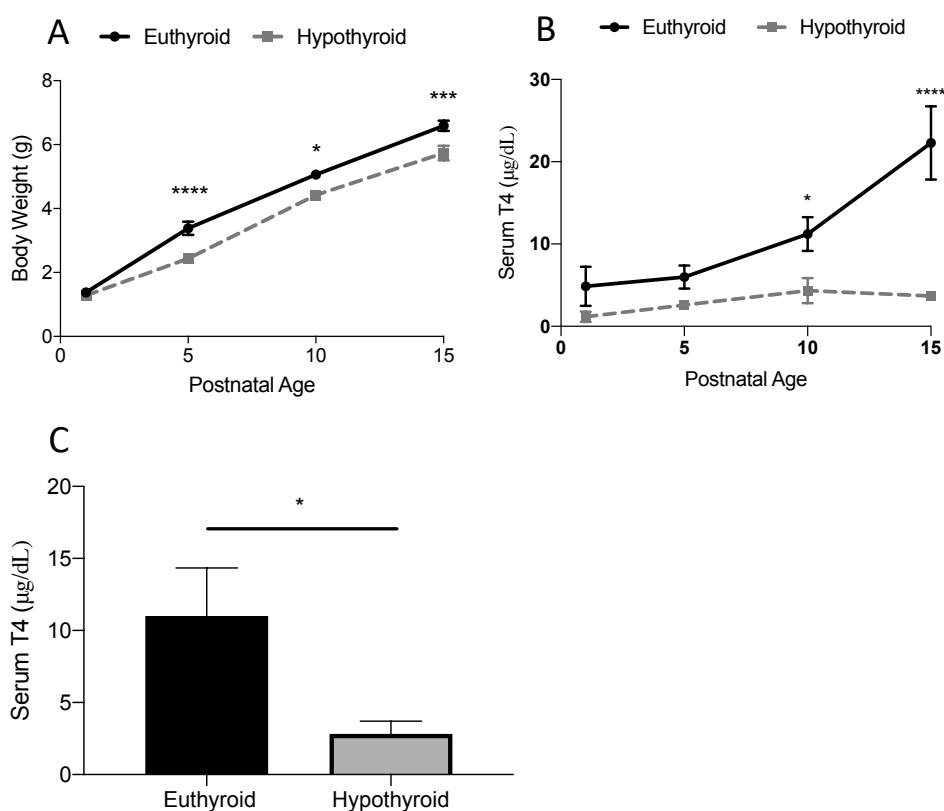 A
Euthyroid Hypothyroid
8
6
4
2
0
Body Weight (g)
****
*
***
0 5 10 15
Postnatal Age
B
Euthyroid Hypothyroid
30
20
10
0
Serum T4 (µg/dL)
*
****
0 5 10 15
Postnatal Age
C
20
15
10
5
0
Serum T4 (µg/dL)
*
Euthyroid Hypothyroid